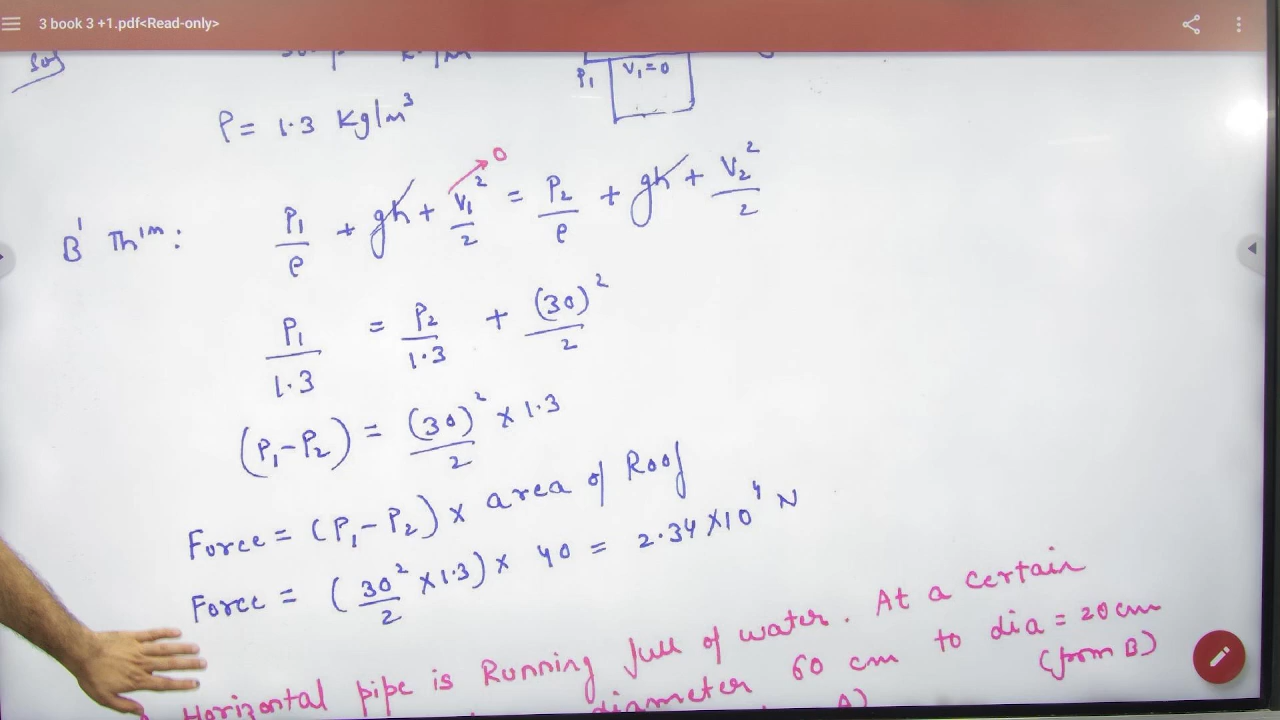 3 book 3 +1.pdf<Read-only>
Sol
P₁ V₁ = 0
ρ = 1.3 Kg/m³
B' Th'm : P₁/ρ + gh + V₁²/2 → 0 = P₂/ρ + gh + V₂²/2
P₁/1.3 = P₂/1.3 + (30)²/2
(P₁-P₂) = (30)²/2 × 1.3
Force = (P₁-P₂) × area of Roof
Force = (30²/2 × 1.3) × 40 = 2.34 × 10⁴ N
Horizontal pipe is Running full of water. At a certain
diameter 60 cm to dia = 20 cm
A) (from B)